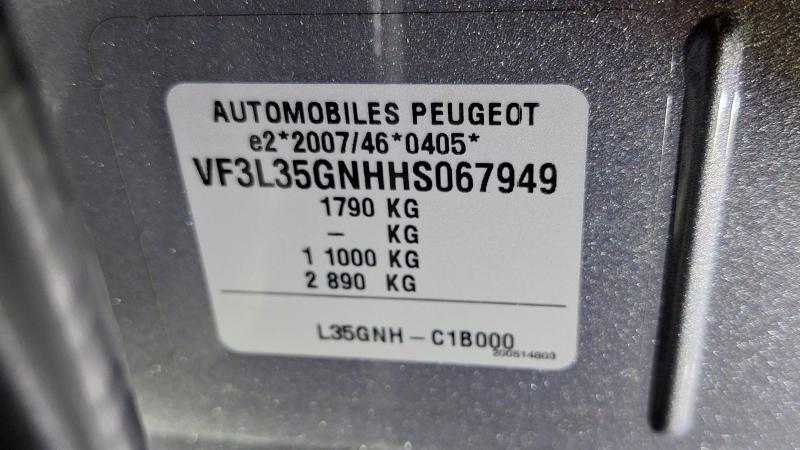 AUTOMOBILES PEUGEOT
e2*2007/46*0405*
VF3L35GNHHS067949
1790 KG
– KG
1 1000 KG
2 890 KG
L35GNH – C1B000
200514803